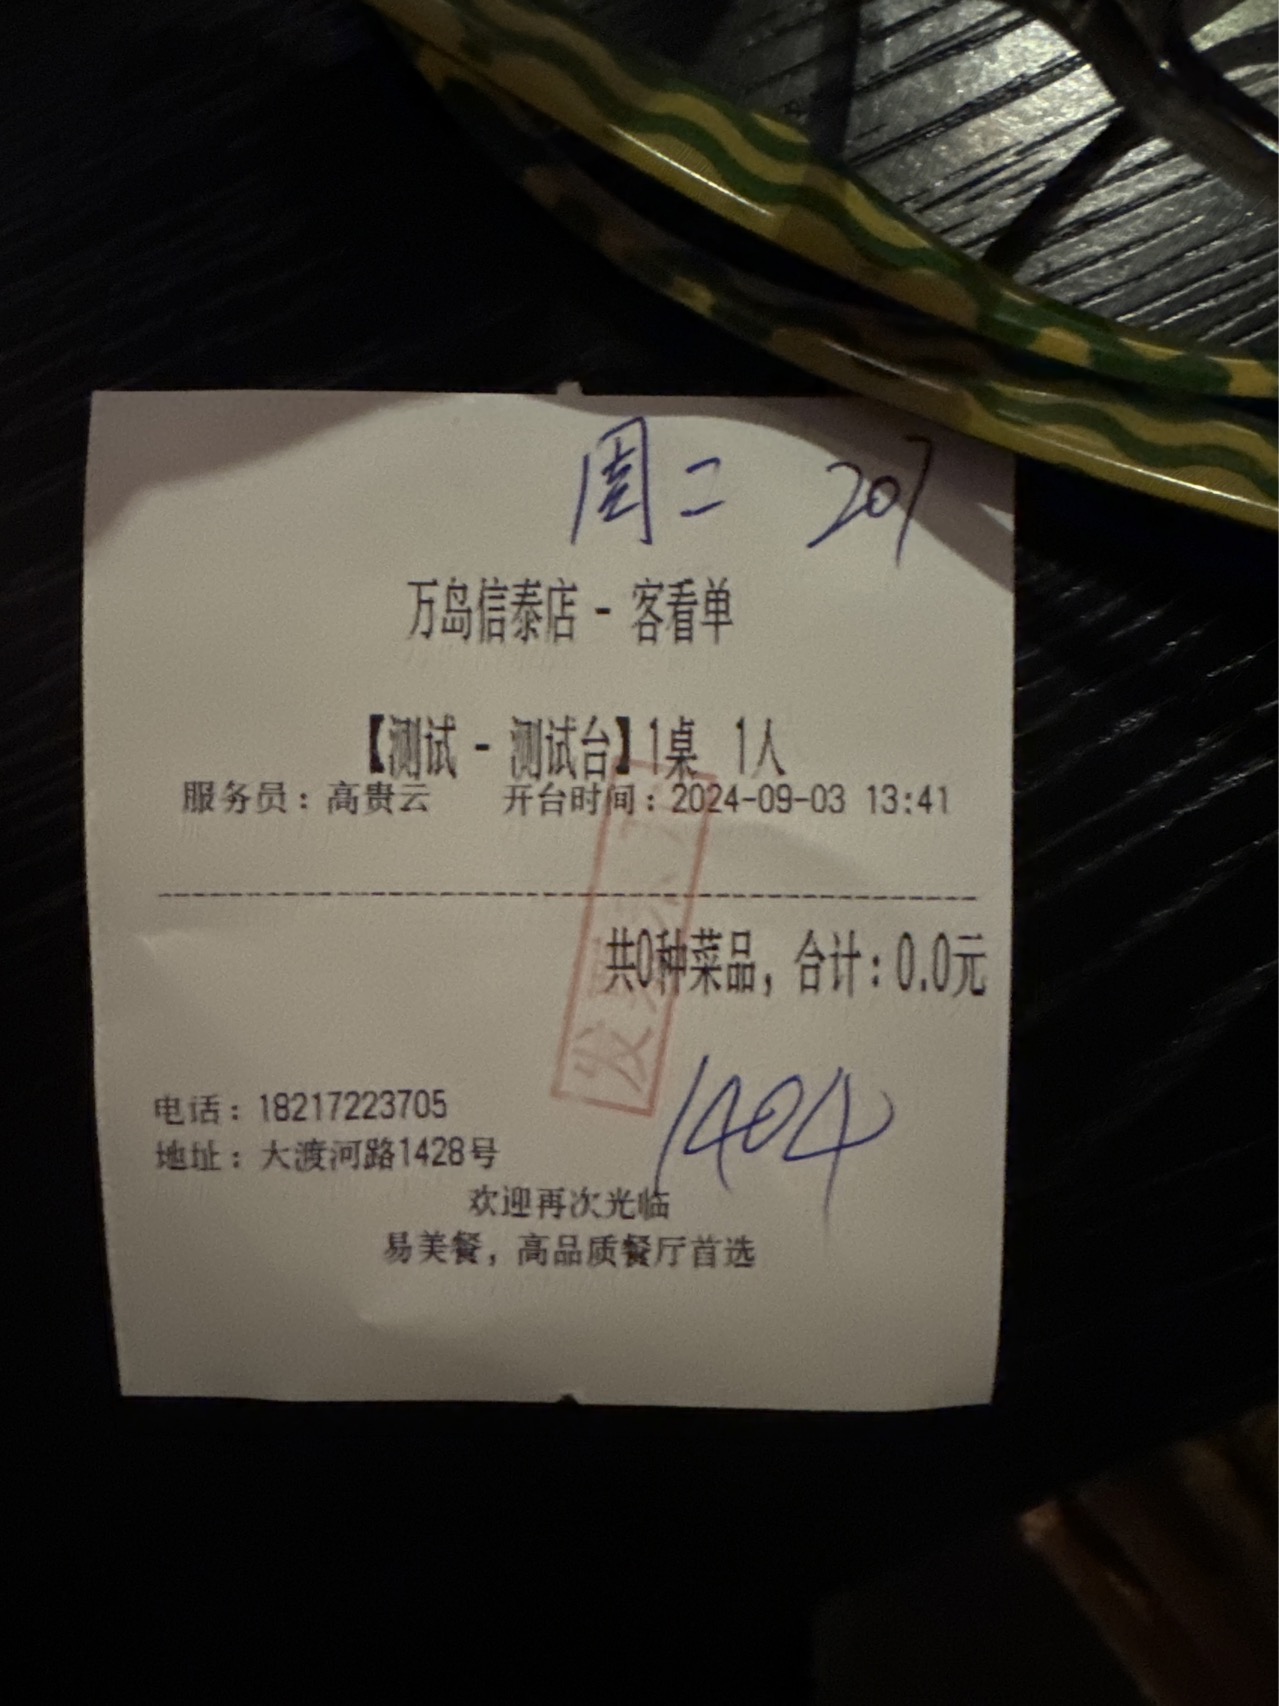 周二 207
万岛信泰店 - 客看单
【测试 - 测试台】1桌 1人
服务员：高贵云 开台时间：2024-09-03 13:41
共0种菜品，合计：0.0元
发票
1404
电话：18217223705
地址：大渡河路1428号
欢迎再次光临
易美餐，高品质餐厅首选